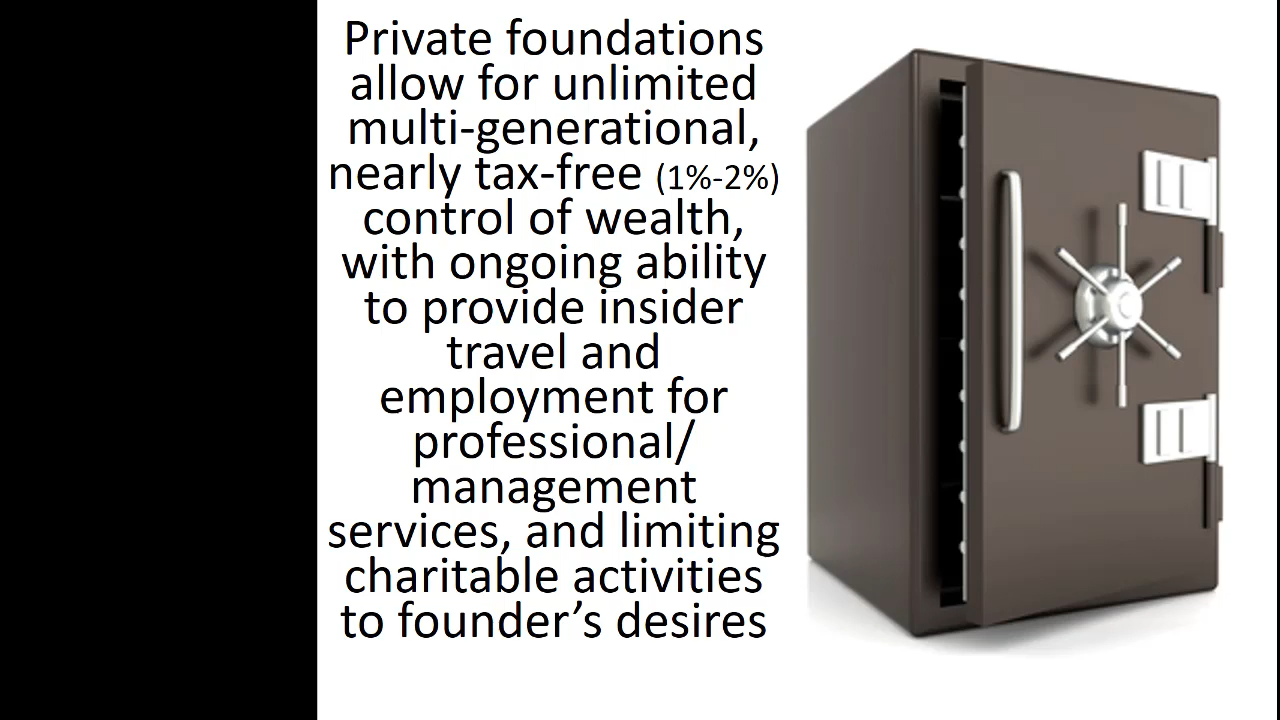 Private foundations
allow for unlimited
multi-generational,
nearly tax-free (1%-2%)
control of wealth,
with ongoing ability
to provide insider
travel and
employment for
professional/
management
services, and limiting
charitable activities
to founder’s desires